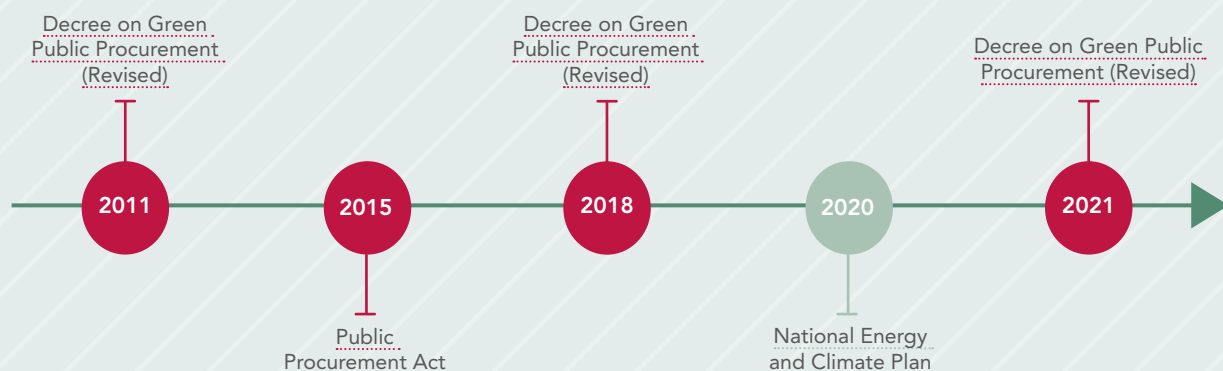 Decree on Green
Public Procurement
(Revised)
Decree on Green
Public Procurement
(Revised)
Decree on Green Public
Procurement (Revised)
2011
2015
2018
2020
2021
Public
Procurement Act
National Energy
and Climate Plan